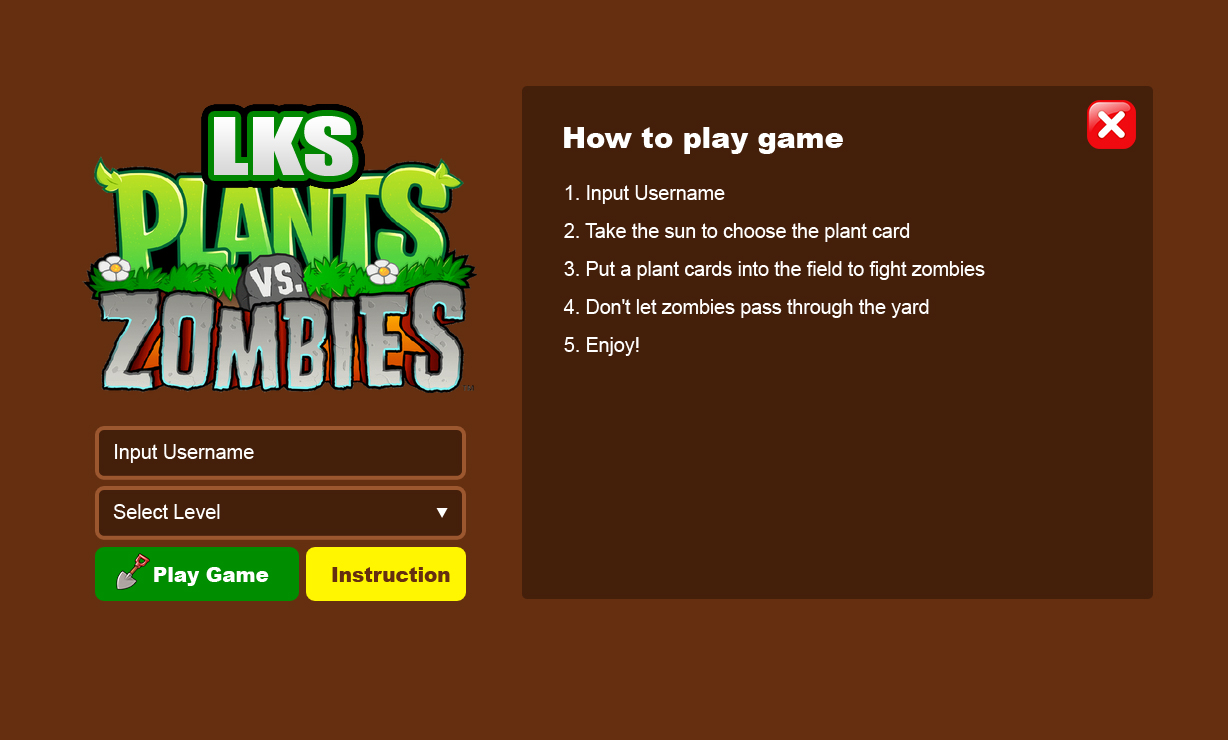 LKS
PLANTS
VS.
ZOMBIES
Input Username
Select Level
Play Game
Instruction
How to play game
1. Input Username
2. Take the sun to choose the plant card
3. Put a plant cards into the field to fight zombies
4. Don't let zombies pass through the yard
5. Enjoy!